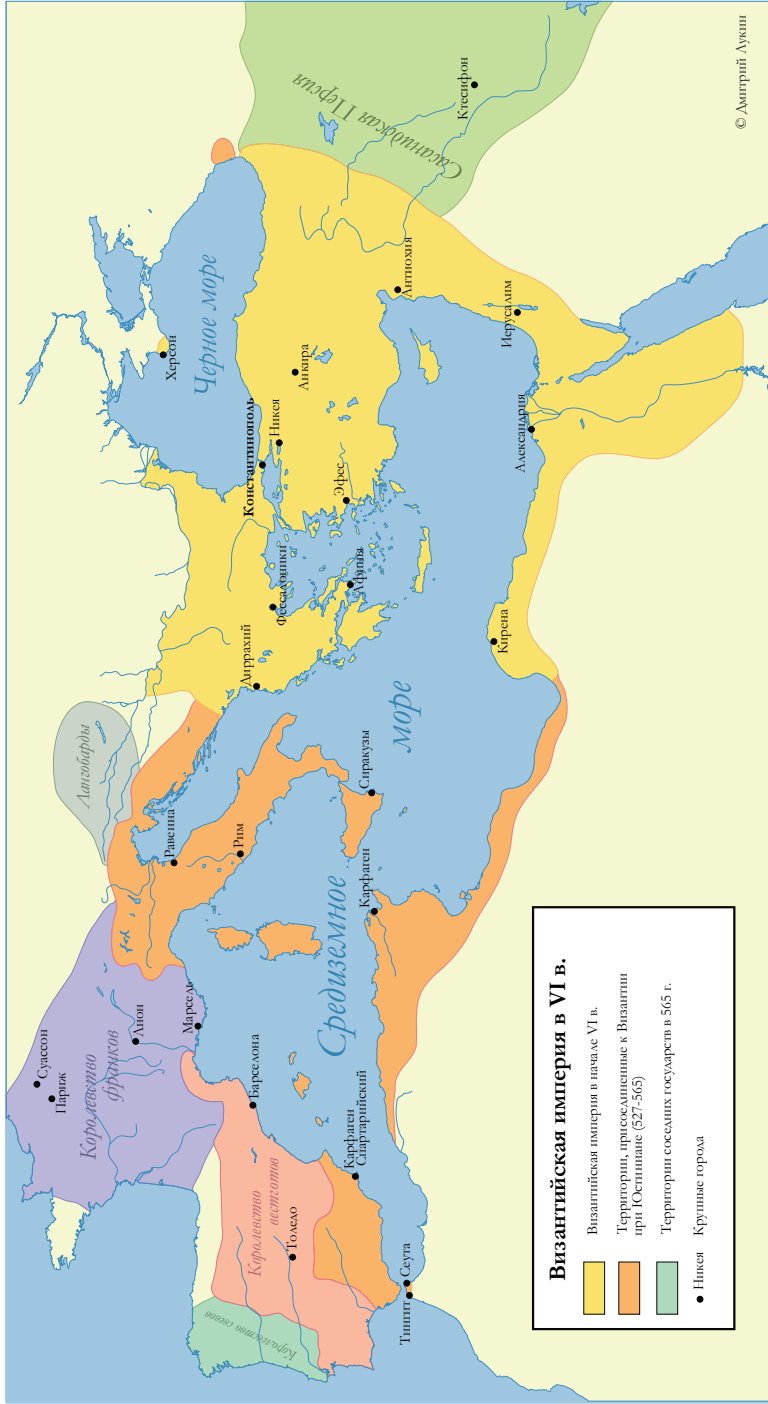 Суассон
Париж
Королевство
франков
Лион
Марсель
Лангобарды
Равенна
Рим
Диррахий
Фессалоники
Константинополь
Никея
Анкира
Эфес
Афины
Херсон
Черное море
Сасанидская Персия
Ктесифон
Антиохия
Иерусалим
Александрия
Кирена
Сиракузы
Карфаген
Средиземное
море
Барселона
Карфаген
Спартарийский
Королевство
вестготов
Толедо
Королевство свевов
Сеута
Тингит
Византийская империя в VI в.
Византийская империя в начале VI в.
Территории, присоединенные к Византии
при Юстиниане (527-565)
Территории соседних государств в 565 г.
Никея
Крупные города
© Дмитрий Лукин